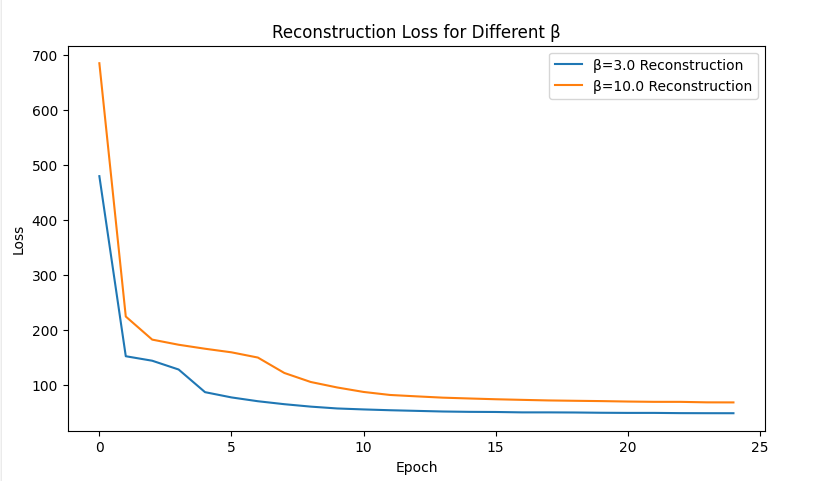 Reconstruction Loss for Different β
β=3.0 Reconstruction
β=10.0 Reconstruction
700
600
500
400
300
200
100
Loss
0 5 10 15 20 25
Epoch